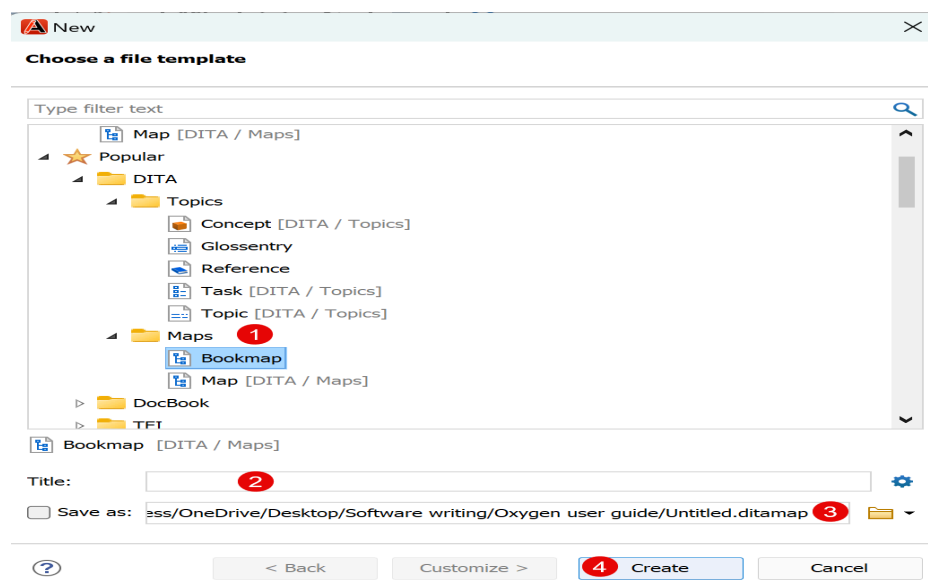 New
Choose a file template
Type filter text
Map [DITA / Maps]
Popular
DITA
Topics
Concept [DITA / Topics]
Glossentry
Reference
Task [DITA / Topics]
Topic [DITA / Topics]
Maps 1
Bookmap
Map [DITA / Maps]
DocBook
TEI
Bookmap [DITA / Maps]
Title: 2
Save as: ess/OneDrive/Desktop/Software writing/Oxygen user guide/Untitled.ditamap 3
? < Back Customize > 4 Create Cancel